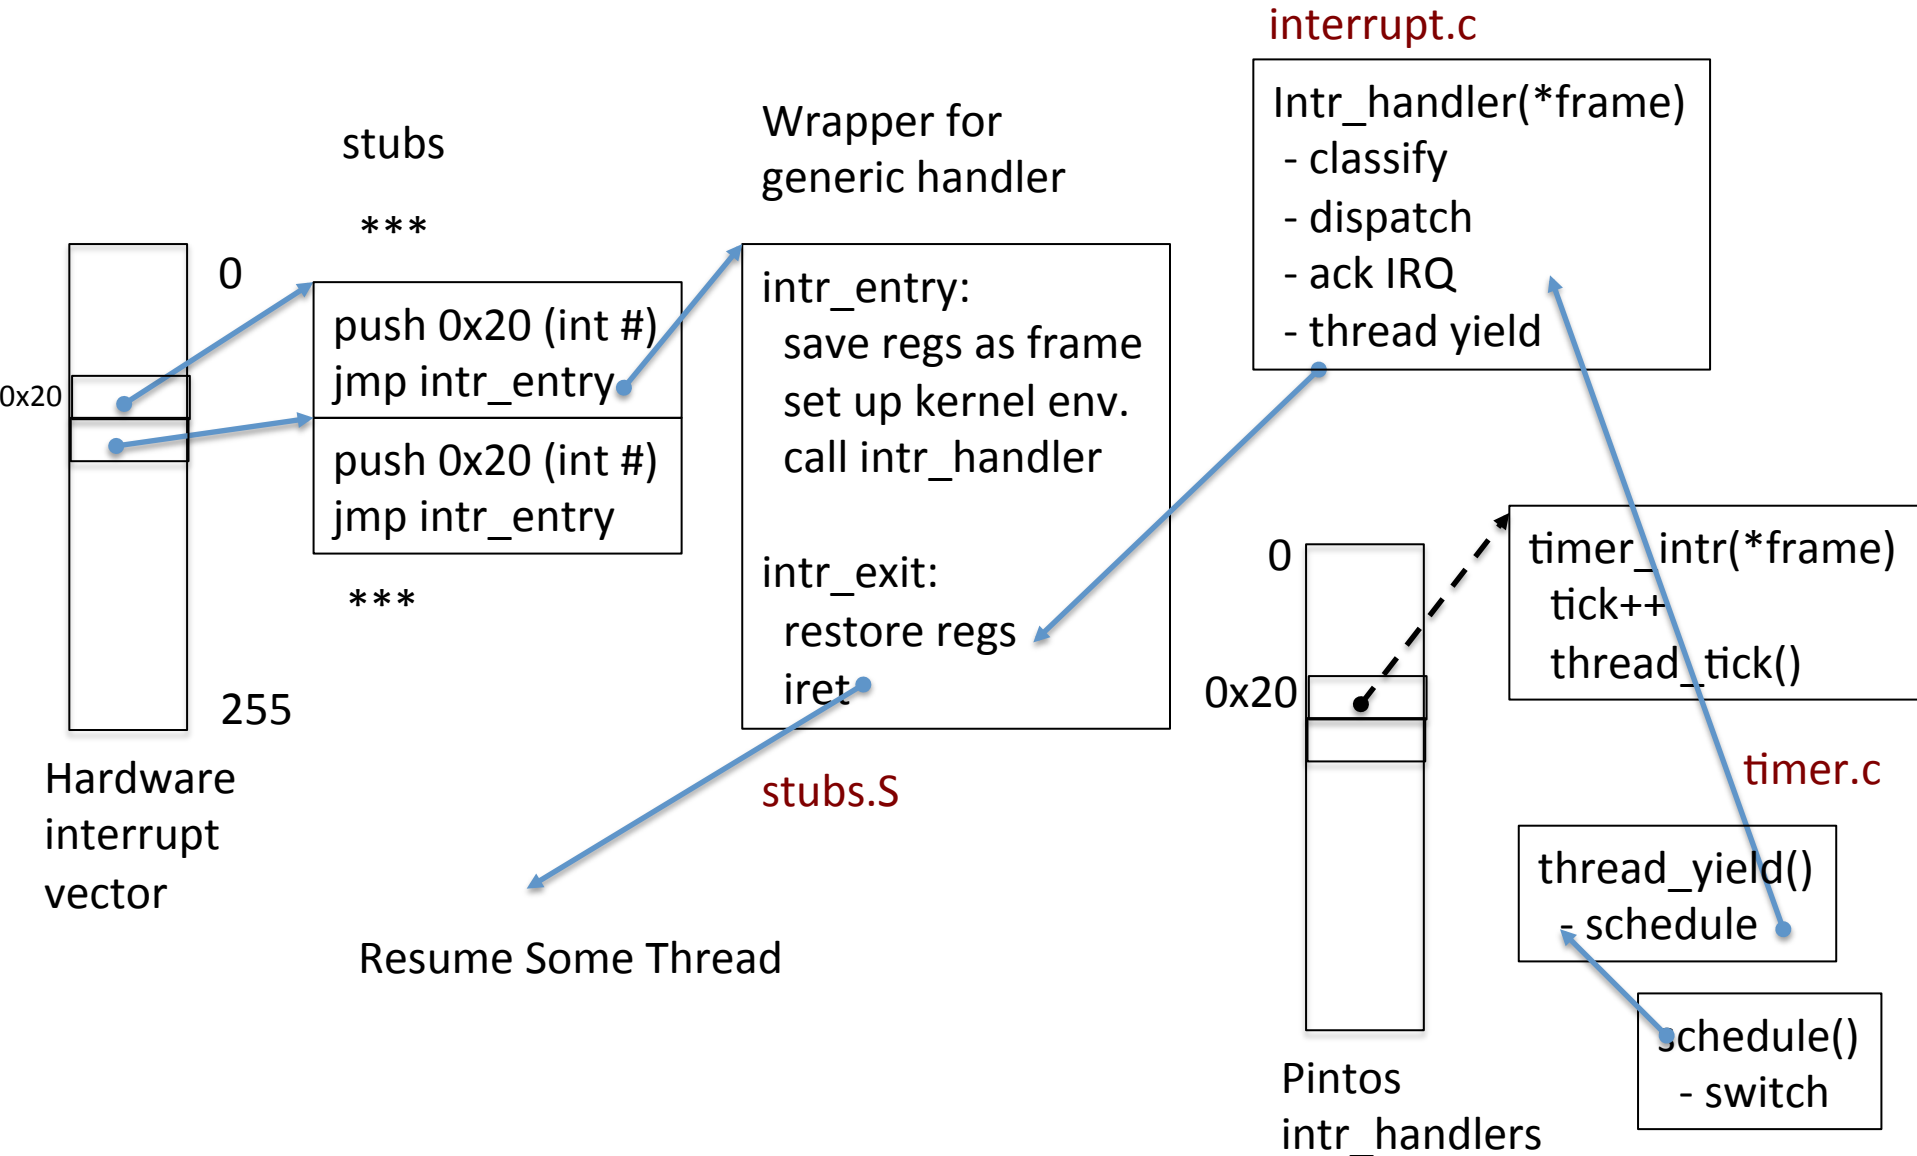 interrupt.c
Intr_handler(*frame)
- classify
- dispatch
- ack IRQ
- thread yield
Wrapper for
generic handler
stubs
***
0
0x20
255
Hardware
interrupt
vector
push 0x20 (int #)
jmp intr_entry
push 0x20 (int #)
jmp intr_entry
***
intr_entry:
save regs as frame
set up kernel env.
call intr_handler
intr_exit:
restore regs
iret
stubs.S
Resume Some Thread
0
0x20
Pintos
intr_handlers
timer_intr(*frame)
tick++
thread_tick()
timer.c
thread_yield()
- schedule
schedule()
- switch